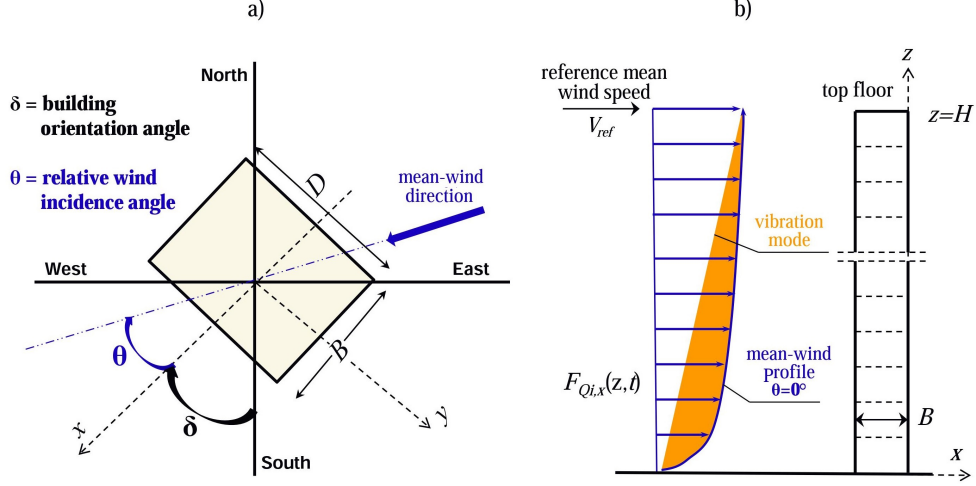 a)
North
δ = building
orientation angle
θ = relative wind
incidence angle
D
mean-wind
direction
West
East
θ
B
δ
x
y
South
b)
reference mean
wind speed
V_ref
z
top floor
z=H
vibration
mode
mean-wind
profile
θ=0°
F_Qi,x(z,t)
B
x